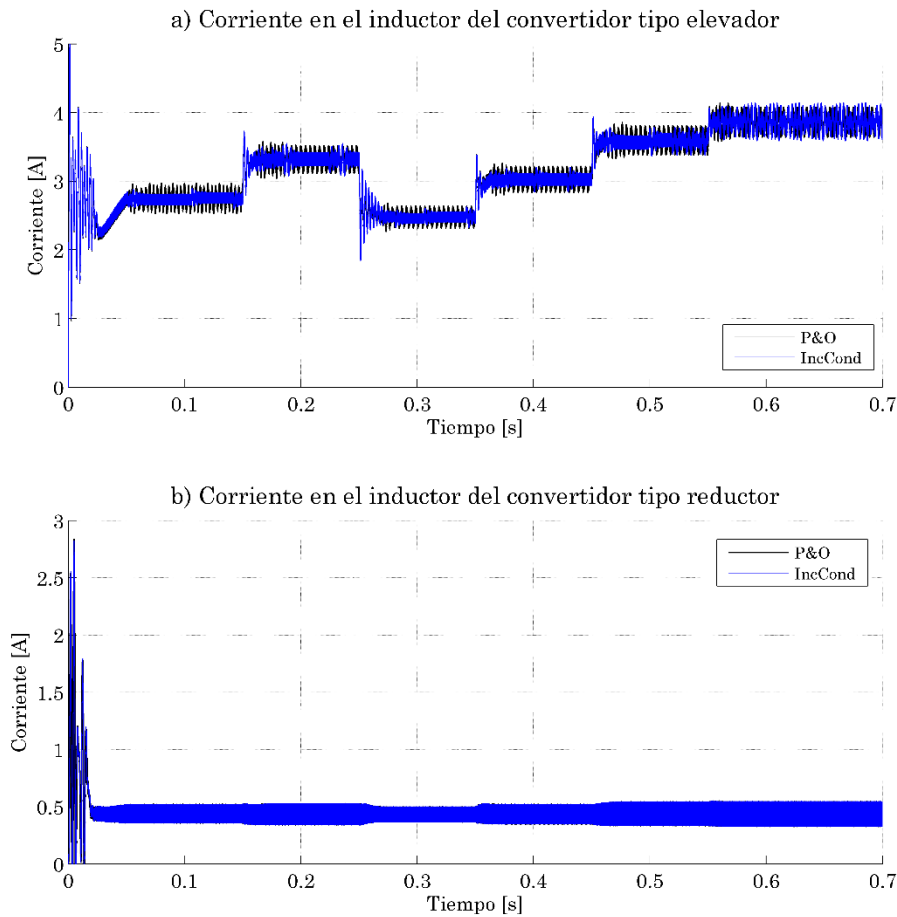 a) Corriente en el inductor del convertidor tipo elevador
5
4
3
2
1
0
Corriente [A]
P&O
IncCond
0 0.1 0.2 0.3 0.4 0.5 0.6 0.7
Tiempo [s]
b) Corriente en el inductor del convertidor tipo reductor
3
2.5
2
1.5
1
0.5
0
Corriente [A]
P&O
IncCond
0 0.1 0.2 0.3 0.4 0.5 0.6 0.7
Tiempo [s]